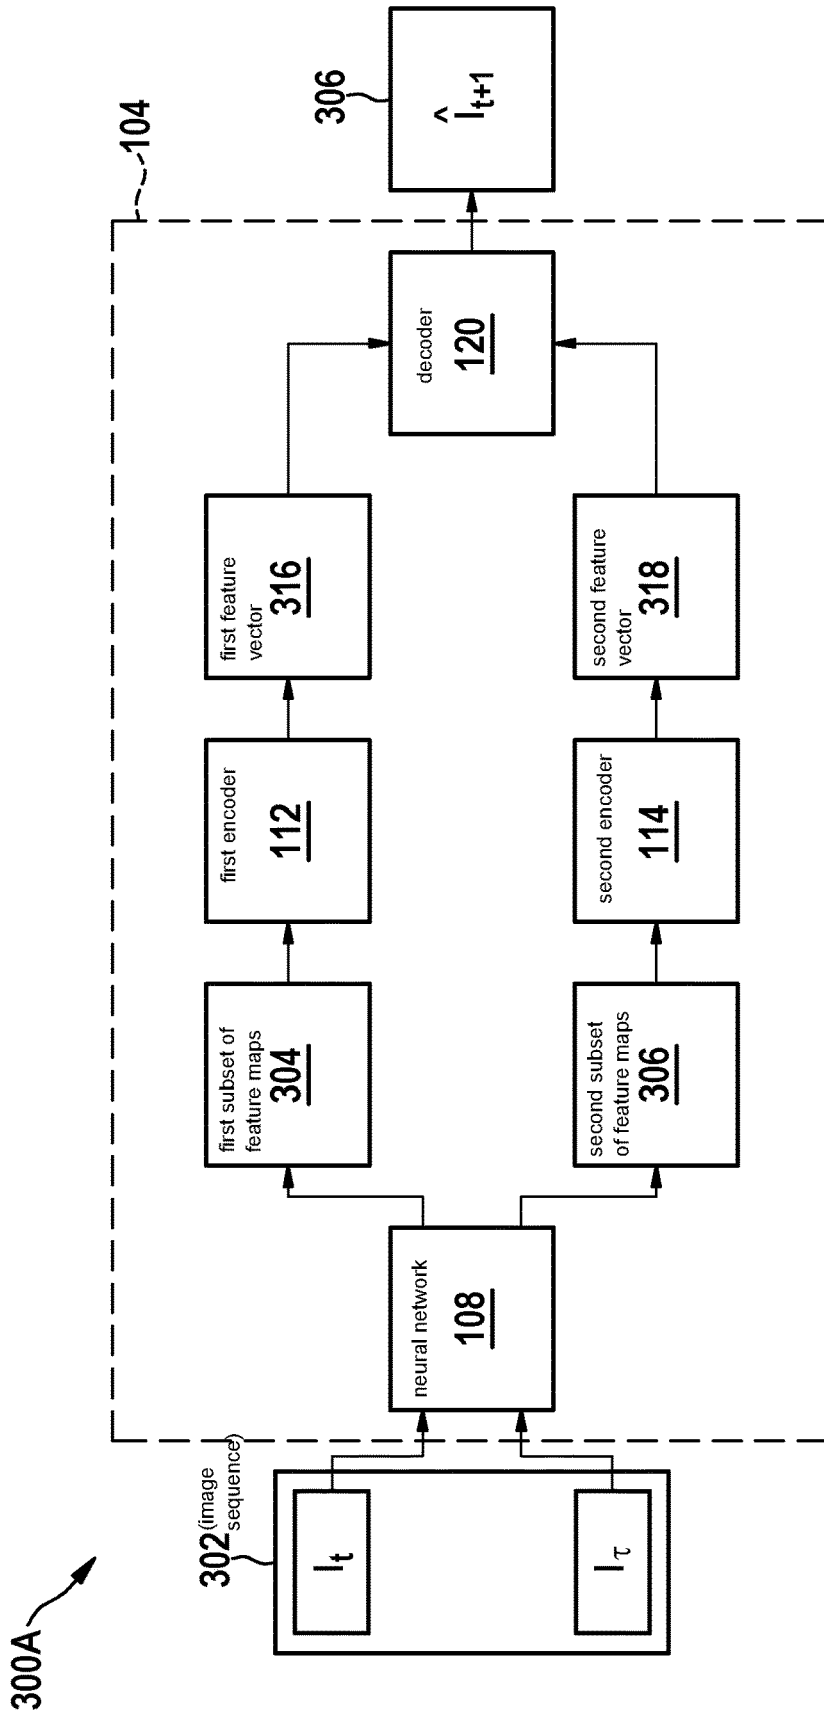 300A
302 (image
sequence)
I_t
I_τ
104
neural network
108
first subset of
feature maps
304
first encoder
112
first feature
vector
316
second subset
of feature maps
306
second encoder
114
second feature
vector
318
decoder
120
306
Î_t+1